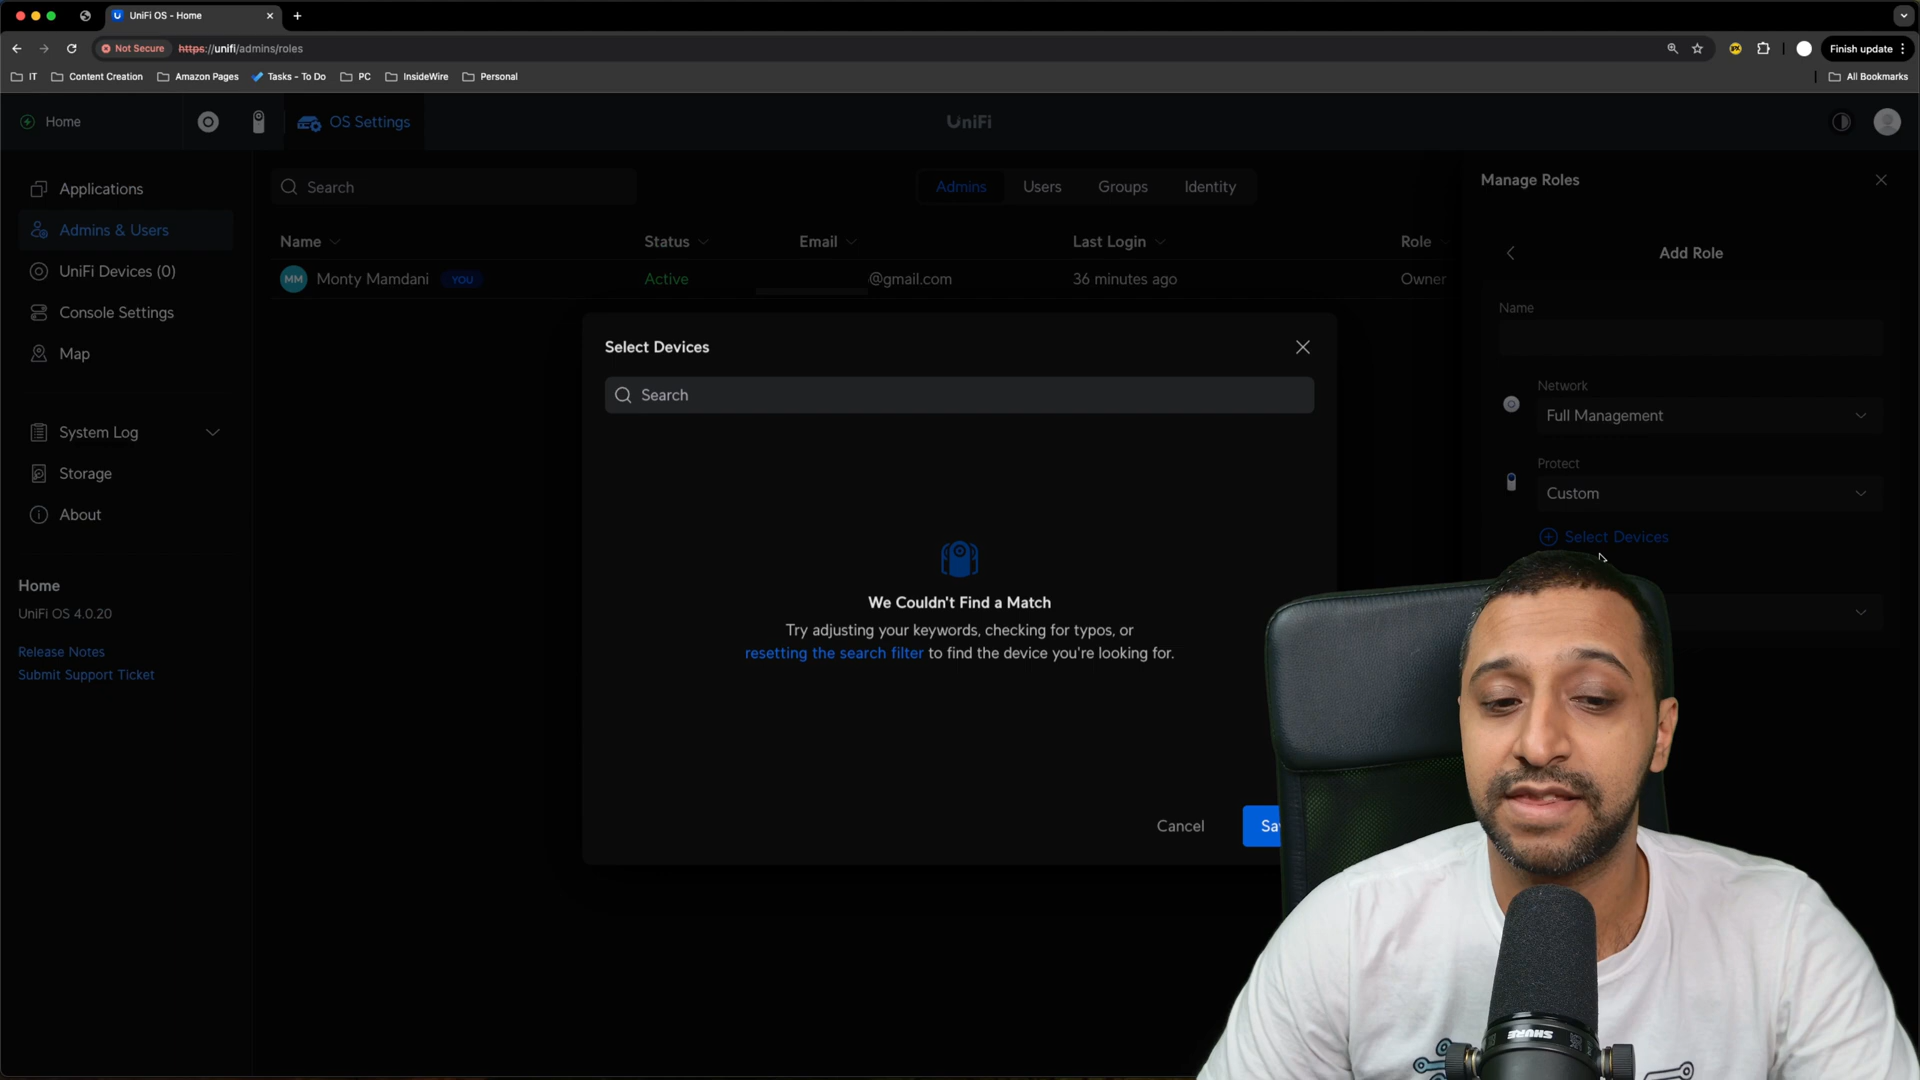 UniFi OS - Home
Not Secure
https://unifi/admins/roles
Finish update
IT
Content Creation
Amazon Pages
Tasks - To Do
PC
InsideWire
Personal
All Bookmarks
Home
OS Settings
UniFi
Applications
Admins & Users
UniFi Devices (0)
Console Settings
Map
System Log
Storage
About
Home
UniFi OS 4.0.20
Release Notes
Submit Support Ticket
Search
Admins
Users
Groups
Identity
Name
Status
Email
Last Login
Role
MM
Monty Mamdani
YOU
Active
@gmail.com
36 minutes ago
Owner
Select Devices
Search
We Couldn't Find a Match
Try adjusting your keywords, checking for typos, or
resetting the search filter to find the device you're looking for.
Cancel
Manage Roles
Add Role
Name
Network
Full Management
Protect
Custom
Select Devices
SHURE